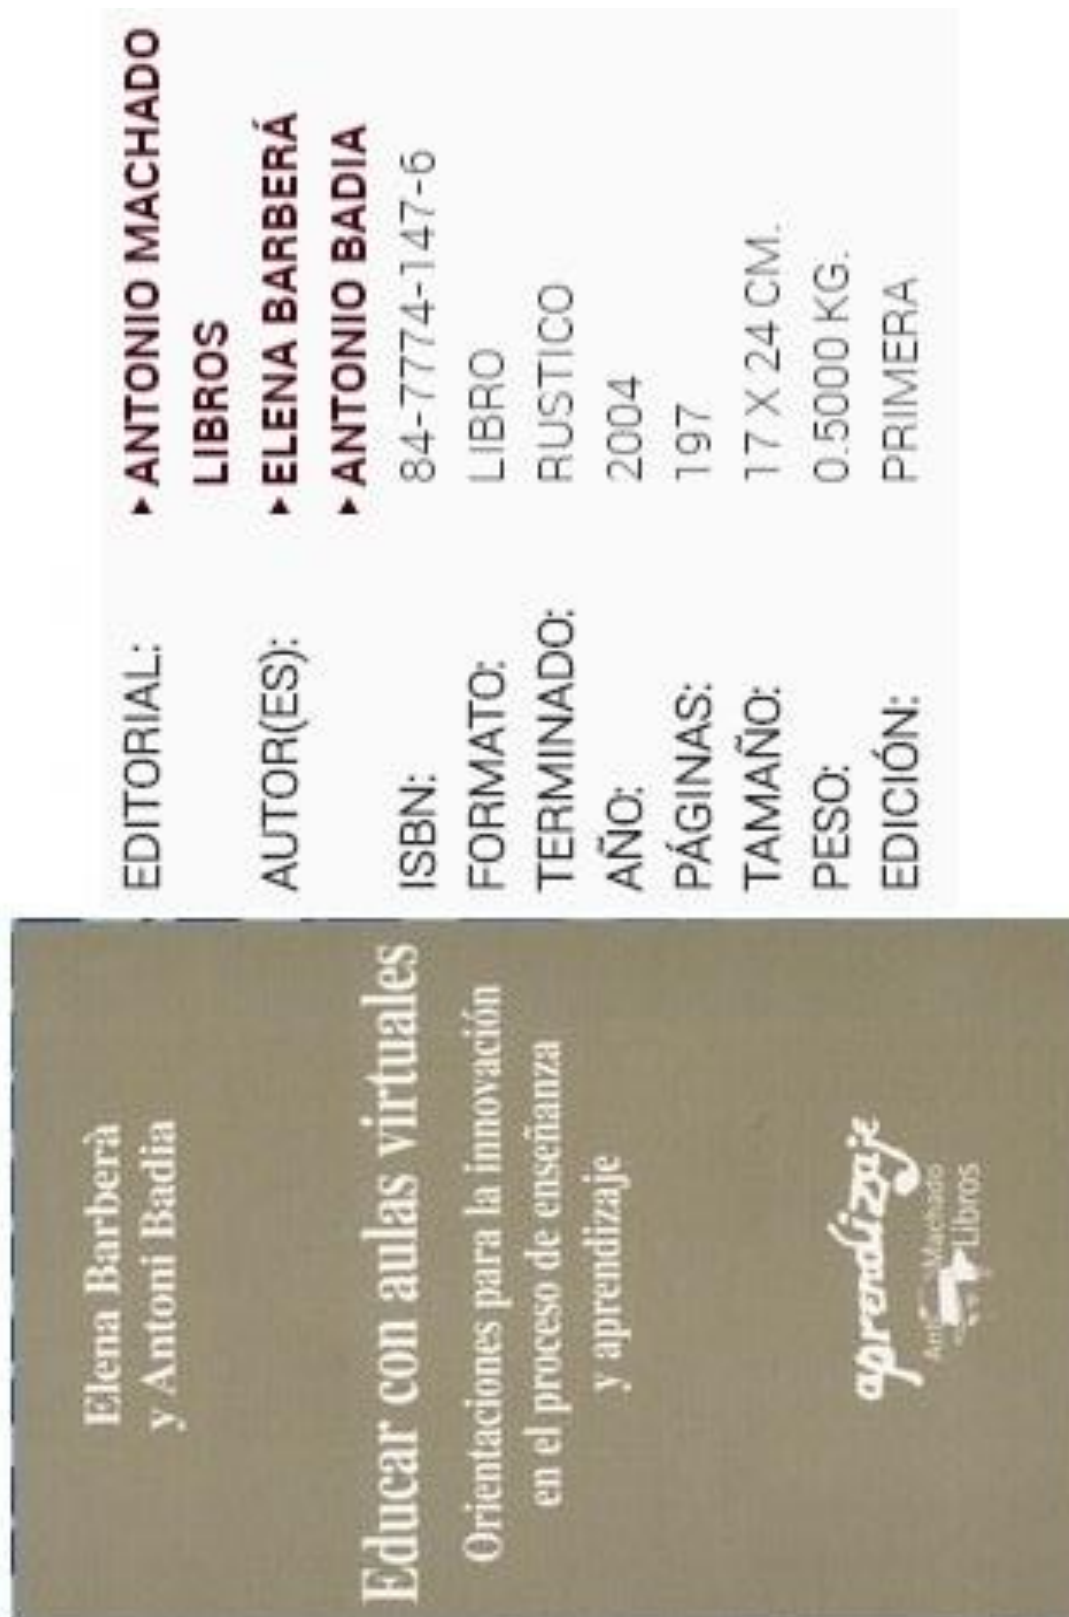 Elena Barberà
y Antoni Badia
Educar con aulas virtuales
Orientaciones para la innovación
en el proceso de enseñanza
y aprendizaje
aprendizaje
Machado
Libros
EDITORIAL: ▸ANTONIO MACHADO
LIBROS
AUTOR(ES): ▸ELENA BARBERÁ
▸ANTONIO BADIA
ISBN: 84-7774-147-6
FORMATO: LIBRO
TERMINADO: RUSTICO
AÑO: 2004
PÁGINAS: 197
TAMAÑO: 17 X 24 CM.
PESO: 0.5000 KG.
EDICIÓN: PRIMERA